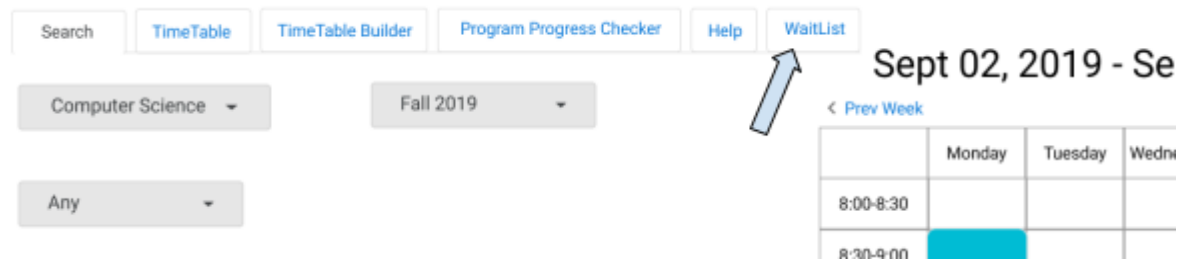 Search TimeTable TimeTable Builder Program Progress Checker Help WaitList
Sept 02, 2019 - Se
Computer Science Fall 2019
< Prev Week
Monday Tuesday Wedne
Any
8:00-8:30
8:30-9:00